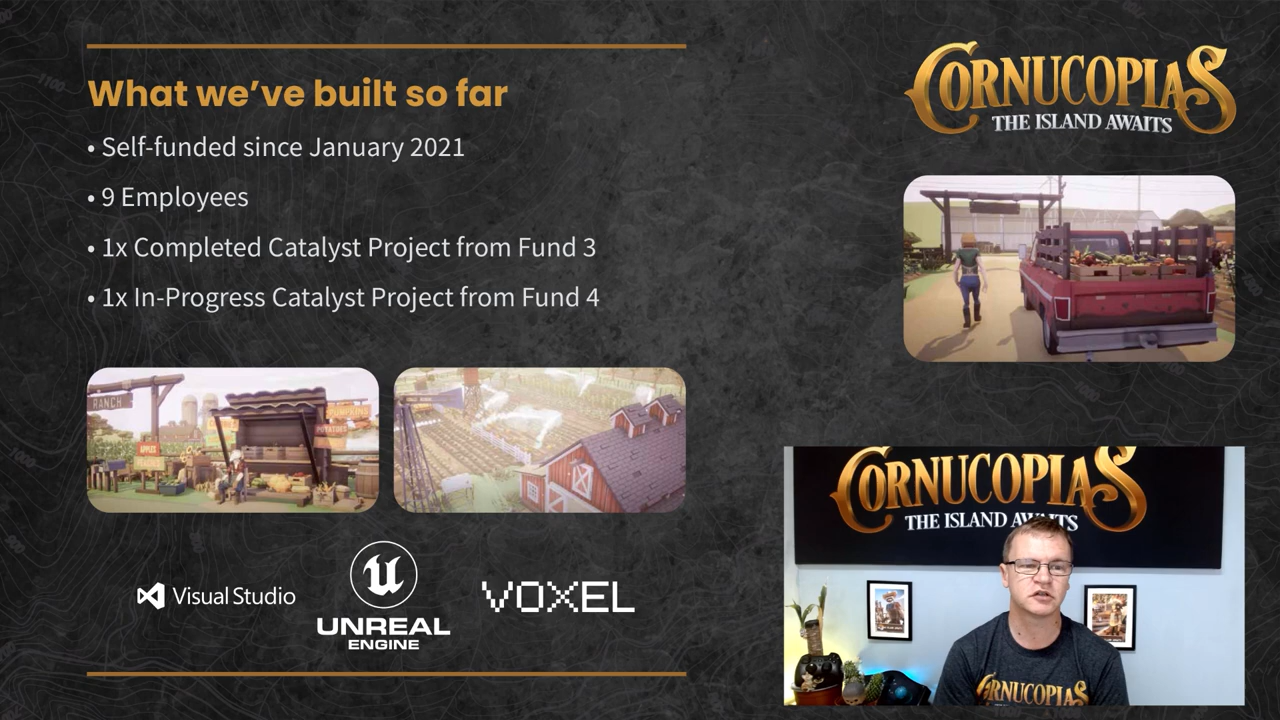 What we've built so far
• Self-funded since January 2021
• 9 Employees
• 1x Completed Catalyst Project from Fund 3
• 1x In-Progress Catalyst Project from Fund 4
CORNUCOPIAS
THE ISLAND AWAITS
RANCH
PUMPKINS
POTATOES
APPLES
Visual Studio
UNREAL
ENGINE
VOXEL
CORNUCOPIAS
THE ISLAND AWAITS
CORNUCOPIAS